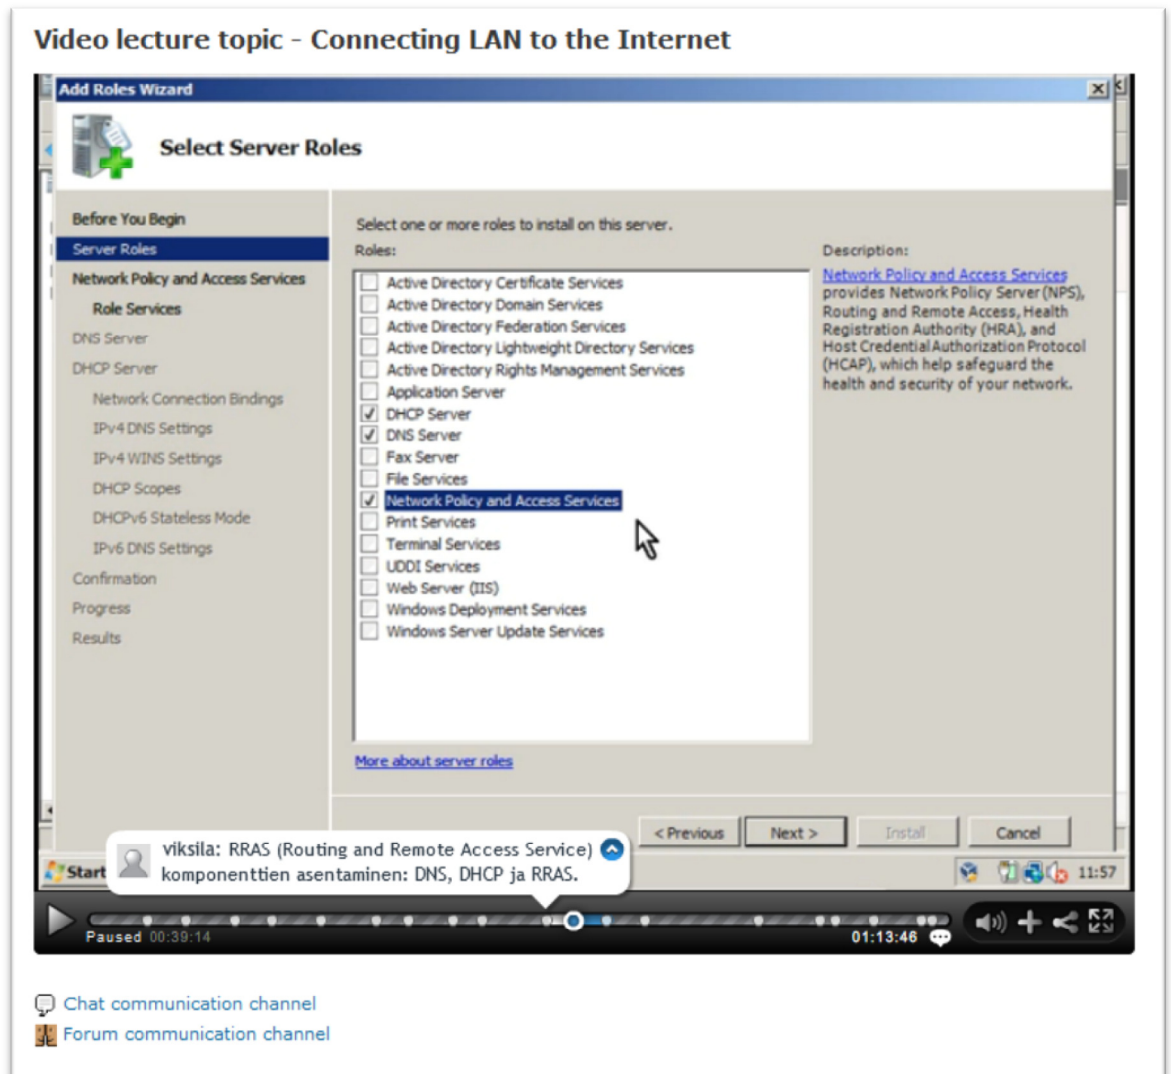 Video lecture topic - Connecting LAN to the Internet
Add Roles Wizard
Select Server Roles
Before You Begin
Server Roles
Network Policy and Access Services
Role Services
DNS Server
DHCP Server
Network Connection Bindings
IPv4 DNS Settings
IPv4 WINS Settings
DHCP Scopes
DHCPv6 Stateless Mode
IPv6 DNS Settings
Confirmation
Progress
Results
Select one or more roles to install on this server.
Roles:
Active Directory Certificate Services
Active Directory Domain Services
Active Directory Federation Services
Active Directory Lightweight Directory Services
Active Directory Rights Management Services
Application Server
DHCP Server
DNS Server
Fax Server
File Services
Network Policy and Access Services
Print Services
Terminal Services
UDDI Services
Web Server (IIS)
Windows Deployment Services
Windows Server Update Services
More about server roles
Description:
Network Policy and Access Services
provides Network Policy Server (NPS),
Routing and Remote Access, Health
Registration Authority (HRA), and
Host Credential Authorization Protocol
(HCAP), which help safeguard the
health and security of your network.
< Previous
Next >
Install
Cancel
viksila: RRAS (Routing and Remote Access Service)
komponenttien asentaminen: DNS, DHCP ja RRAS.
Start
11:57
Paused 00:39:14
01:13:46
Chat communication channel
Forum communication channel